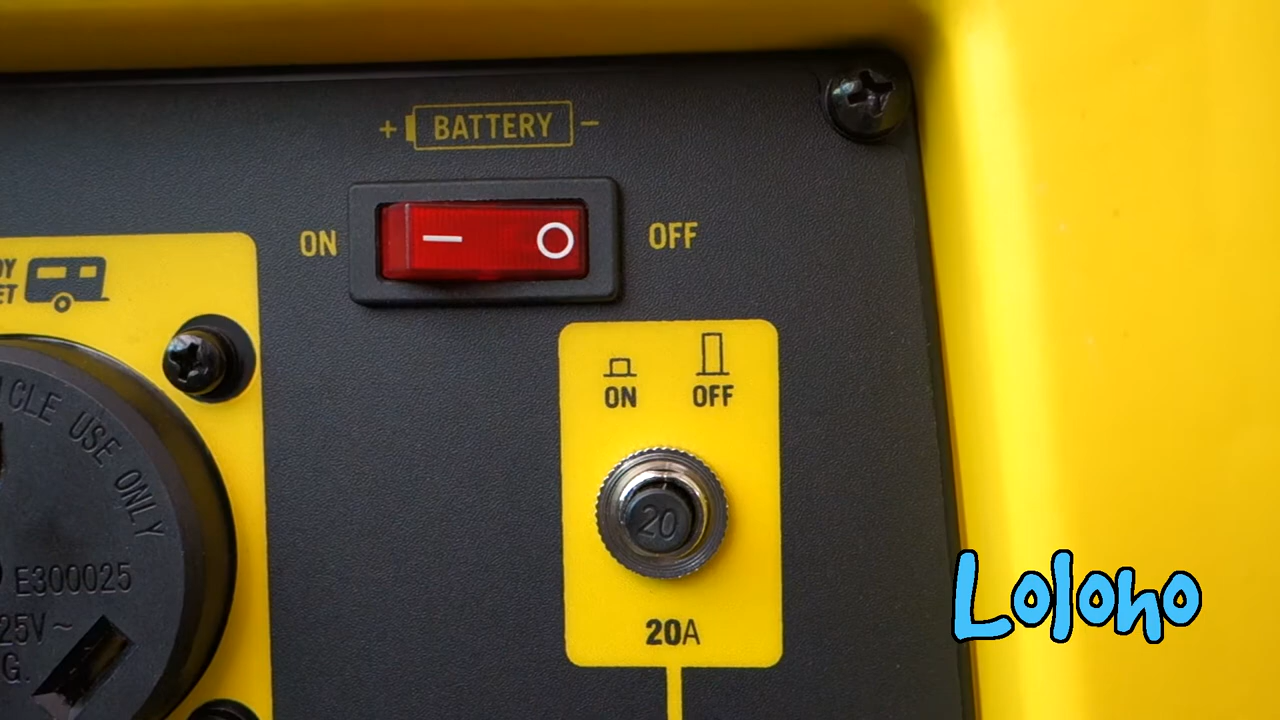 + BATTERY −
ON
OFF
ON OFF
20
20A
CLE USE ONLY
E300025
25V ~
G.
Loloho